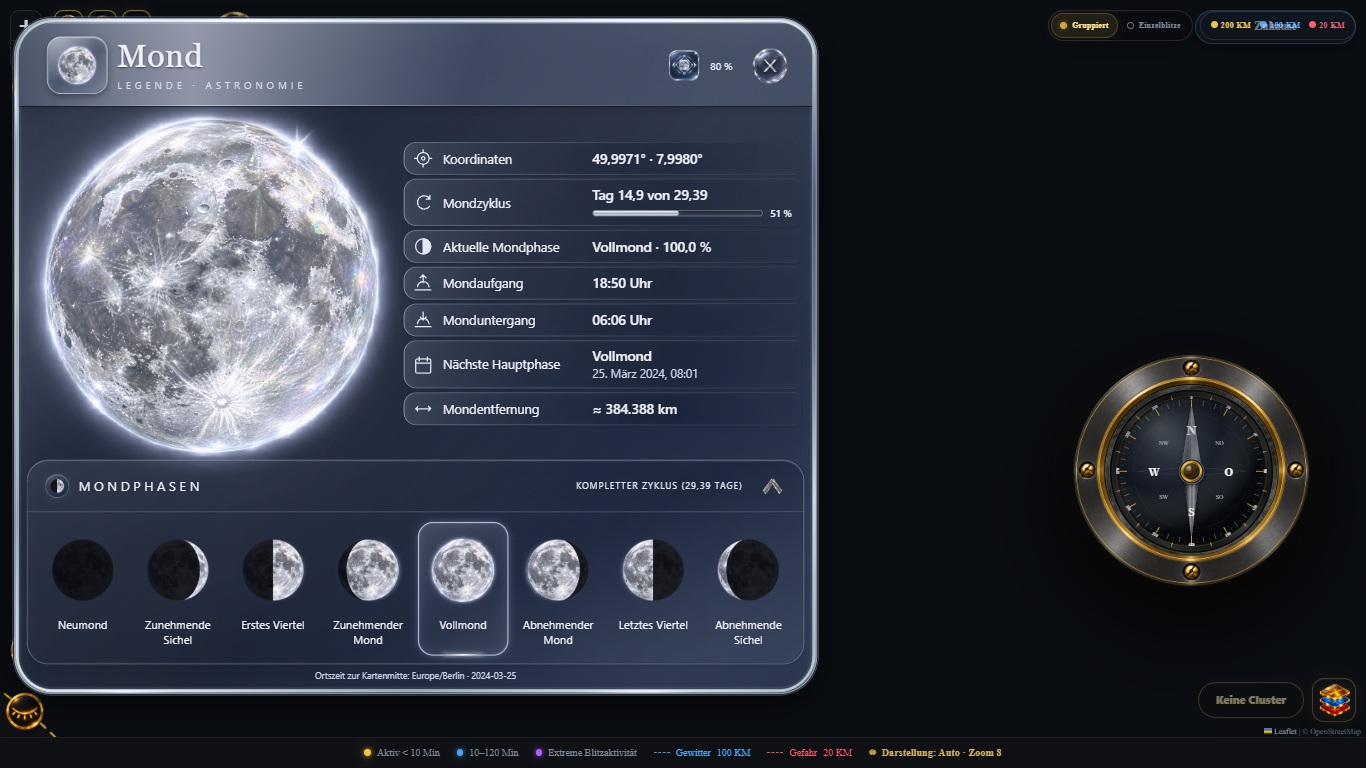 Mond
LEGENDE · ASTRONOMIE
80 %
Gruppiert
Einzelblitze
200 KM
20 KM
Koordinaten
49,9971° · 7,9980°
Mondzyklus
Tag 14,9 von 29,39
51 %
Aktuelle Mondphase
Vollmond · 100,0 %
Mondaufgang
18:50 Uhr
Monduntergang
06:06 Uhr
Nächste Hauptphase
Vollmond
25. März 2024, 08:01
Mondentfernung
≈ 384.388 km
MONDPHASEN
KOMPLETTER ZYKLUS (29,39 TAGE)
Neumond
Zunehmende
Sichel
Erstes Viertel
Zunehmender
Mond
Vollmond
Abnehmender
Mond
Letztes Viertel
Abnehmende
Sichel
Ortszeit zur Kartenmitte: Europe/Berlin · 2024-03-25
N
NW
NO
W
O
SW
SO
S
Keine Cluster
Leaflet | © OpenStreetMap
Aktiv < 10 Min
10–120 Min
Extreme Blitzaktivität
Gewitter 100 KM
Gefahr 20 KM
Darstellung: Auto · Zoom 8